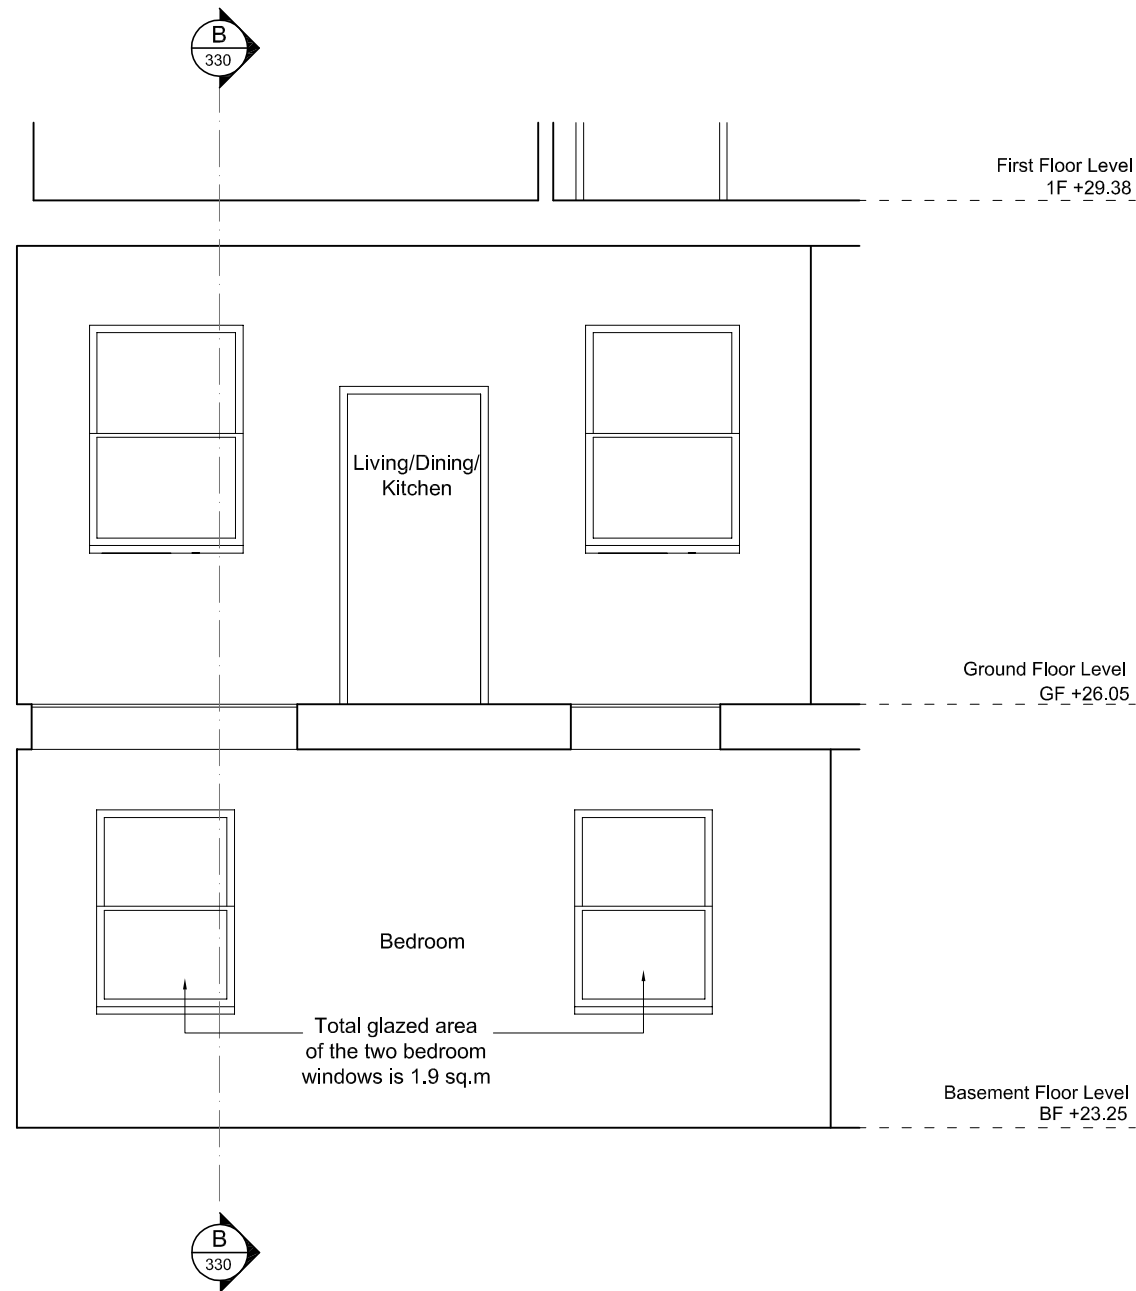 B
330
First Floor Level
1F +29.38
Living/Dining/
Kitchen
Ground Floor Level
GF +26.05
Bedroom
Total glazed area
of the two bedroom
windows is 1.9 sq.m
Basement Floor Level
BF +23.25
B
330